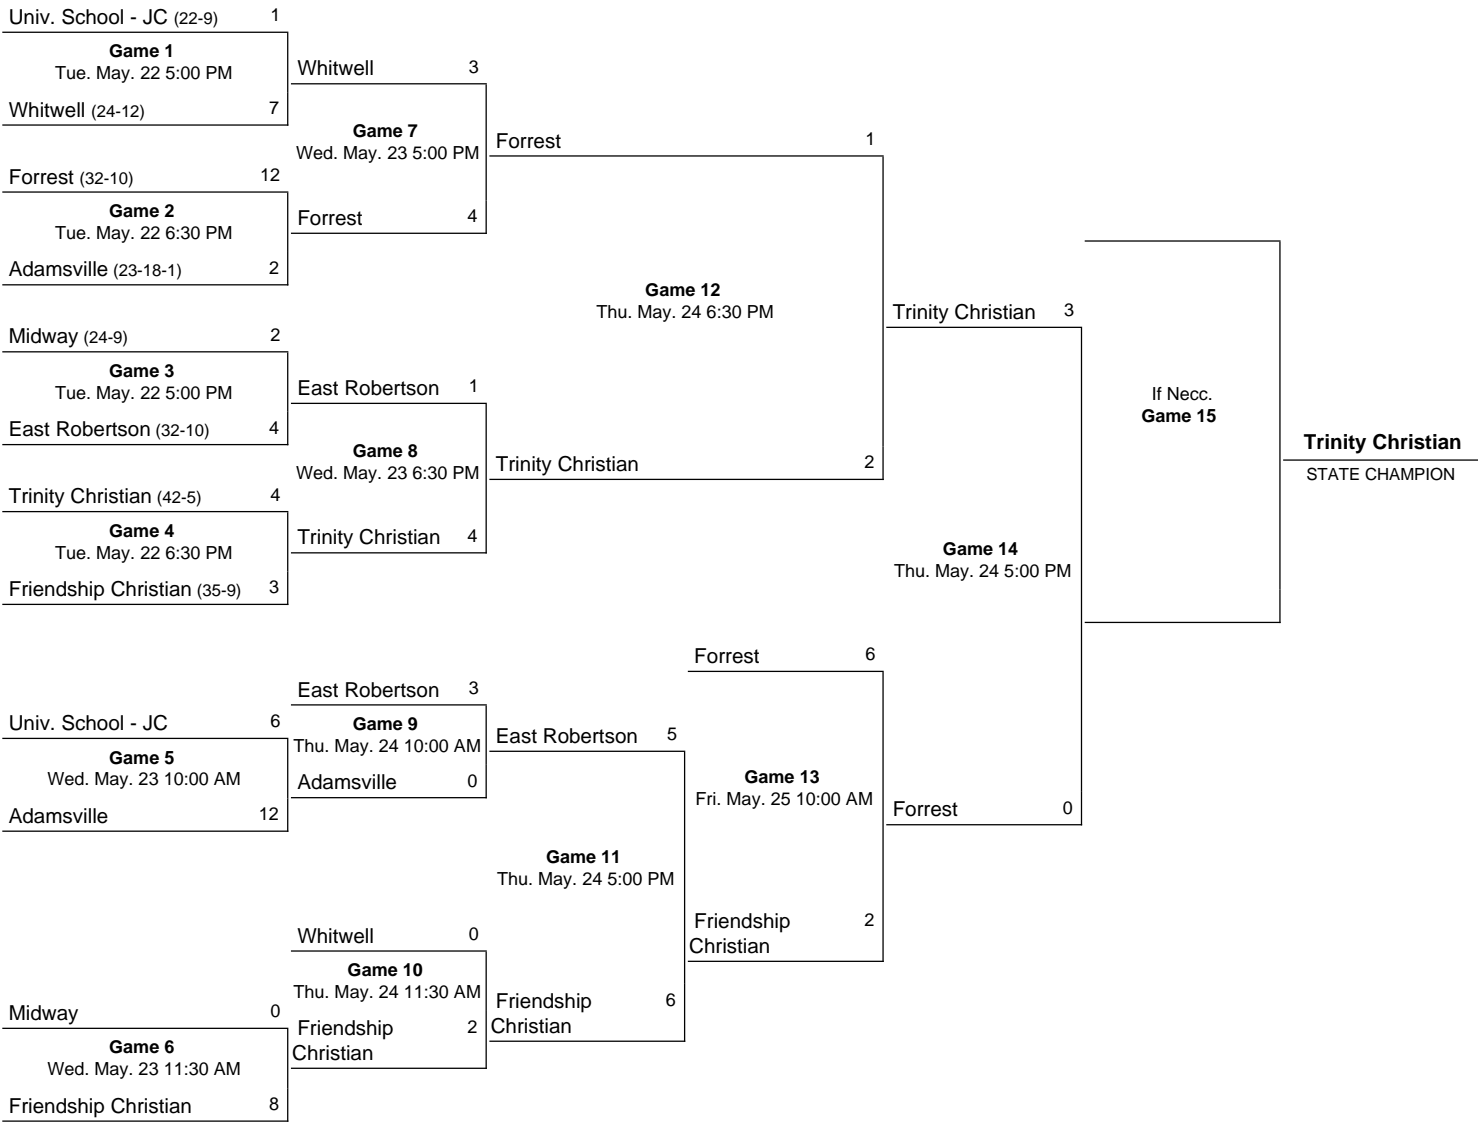 Univ. School - JC (22-9) 1
Game 1
Tue. May. 22 5:00 PM
Whitwell (24-12) 7
Forrest (32-10) 12
Game 2
Tue. May. 22 6:30 PM
Adamsville (23-18-1) 2
Midway (24-9) 2
Game 3
Tue. May. 22 5:00 PM
East Robertson (32-10) 4
Trinity Christian (42-5) 4
Game 4
Tue. May. 22 6:30 PM
Friendship Christian (35-9) 3
Whitwell 3
Game 7
Wed. May. 23 5:00 PM
Forrest 4
East Robertson 1
Game 8
Wed. May. 23 6:30 PM
Trinity Christian 4
Forrest 1
Game 12
Thu. May. 24 6:30 PM
Trinity Christian 2
Trinity Christian 3
Game 14
Thu. May. 24 5:00 PM
Forrest 0
If Necc.
Game 15
Trinity Christian
STATE CHAMPION
Univ. School - JC 6
Game 5
Wed. May. 23 10:00 AM
Adamsville 12
Midway 0
Game 6
Wed. May. 23 11:30 AM
Friendship Christian 8
East Robertson 3
Game 9
Thu. May. 24 10:00 AM
Adamsville 0
Whitwell 0
Game 10
Thu. May. 24 11:30 AM
Friendship 2
Christian
East Robertson 5
Game 11
Thu. May. 24 5:00 PM
Friendship 6
Christian
Forrest 6
Game 13
Fri. May. 25 10:00 AM
Friendship 2
Christian